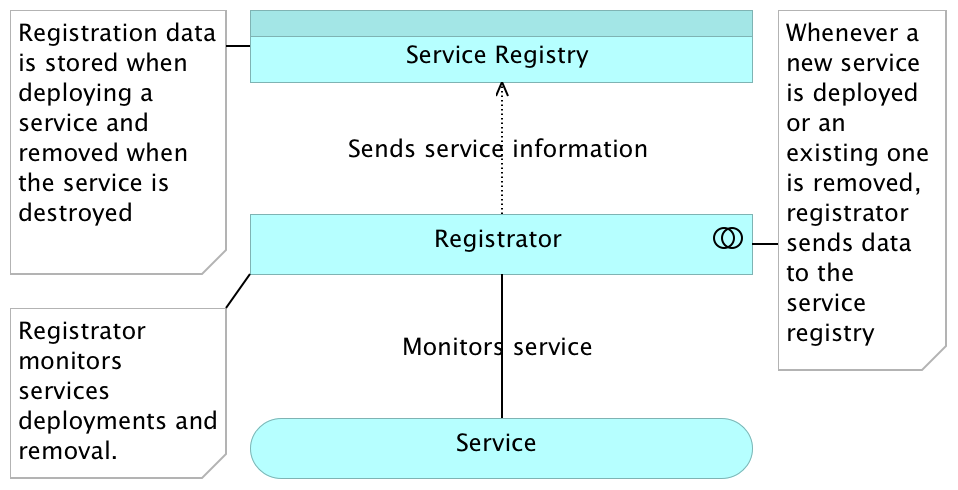 Registration data
is stored when
deploying a
service and
removed when
the service is
destroyed
Service Registry
Whenever a
new service
is deployed
or an
existing one
is removed,
registrator
sends data
to the
service
registry
Sends service information
Registrator
Registrator
monitors
services
deployments and
removal.
Monitors service
Service